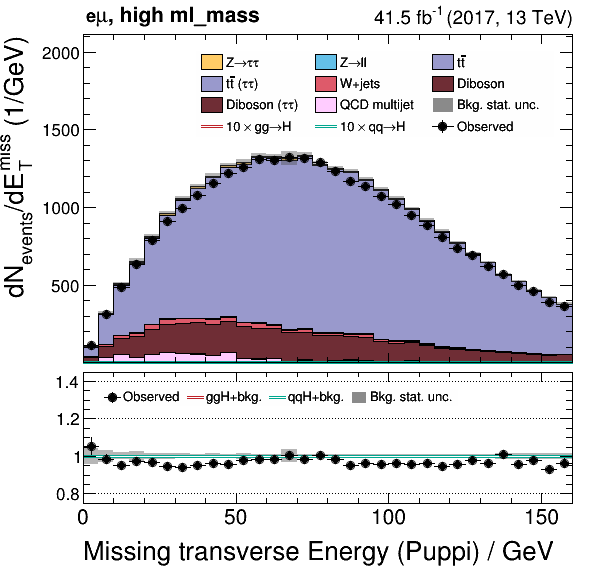 eμ, high ml_mass 41.5 fb⁻¹ (2017, 13 TeV)
dN_events/dE_T^miss (1/GeV)
2000
1500
1000
500
Z→ττ Z→ll tt̄
tt̄ (ττ) W+jets Diboson
Diboson (ττ) QCD multijet Bkg. stat. unc.
10 × gg→H 10 × qq→H Observed
1.4
1.2
1
0.8
Observed ggH+bkg. qqH+bkg. Bkg. stat. unc.
0 50 100 150
Missing transverse Energy (Puppi) / GeV